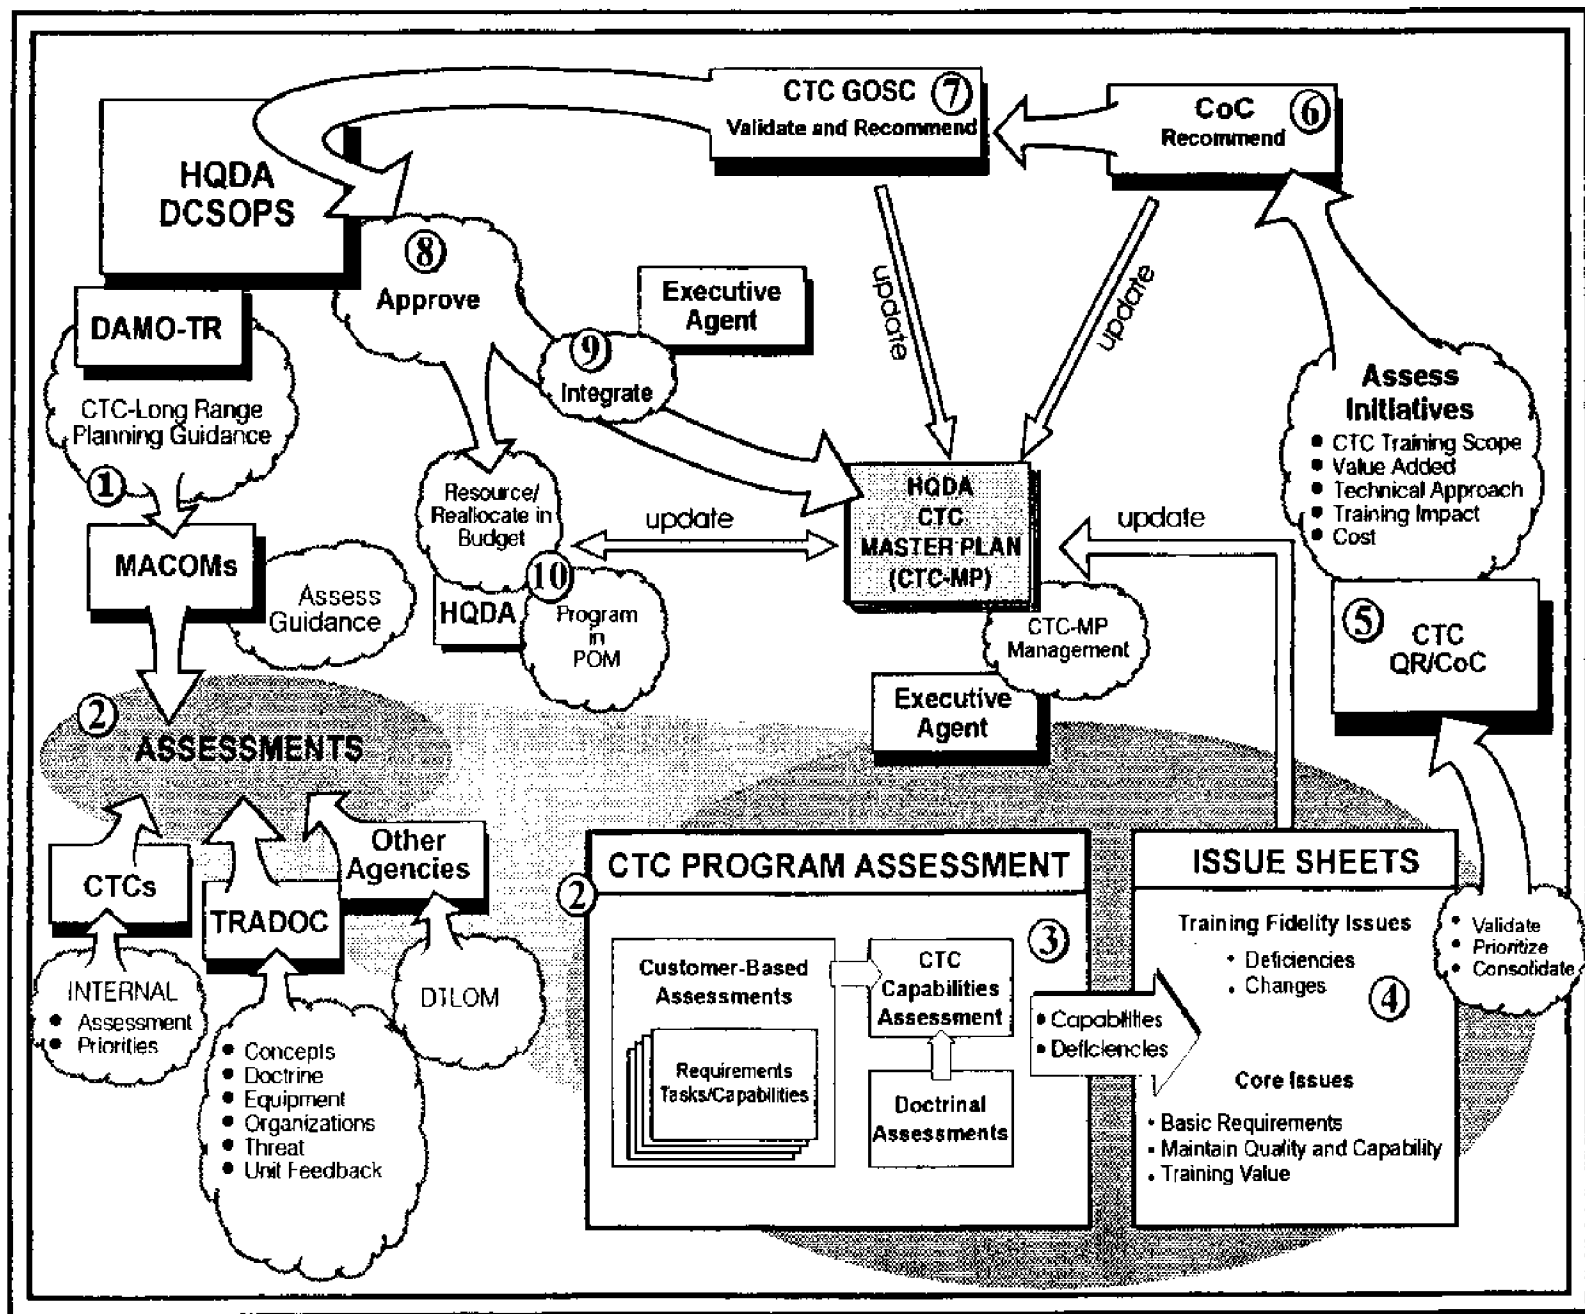 CTC GOSC
7
Validate and Recommend
CoC
6
Recommend
HQDA
DCSOPS
8
Approve
Executive
Agent
9
Integrate
update
update
DAMO-TR
CTC-Long Range
Planning Guidance
1
MACOMs
Assess
Guidance
Resource/
Reallocate in
Budget
10
HQDA
Program
in
POM
update
HQDA
CTC
MASTER PLAN
(CTC-MP)
CTC-MP
Management
Executive
Agent
update
Assess
Initiatives
• CTC Training Scope
• Value Added
• Technical Approach
• Training Impact
• Cost
5
CTC
QR/CoC
2
ASSESSMENTS
CTCs
TRADOC
Other
Agencies
INTERNAL
• Assessment
• Priorities
DTLOM
• Concepts
• Doctrine
• Equipment
• Organizations
• Threat
• Unit Feedback
CTC PROGRAM ASSESSMENT
2
3
Customer-Based
Assessments
Requirements
Tasks/Capabilities
CTC
Capabilities
Assessment
Doctrinal
Assessments
• Capabilities
• Deficiencies
ISSUE SHEETS
Training Fidelity Issues
• Deficiencies
• Changes
4
Core Issues
• Basic Requirements
• Maintain Quality and Capability
• Training Value
• Validate
• Prioritize
• Consolidate